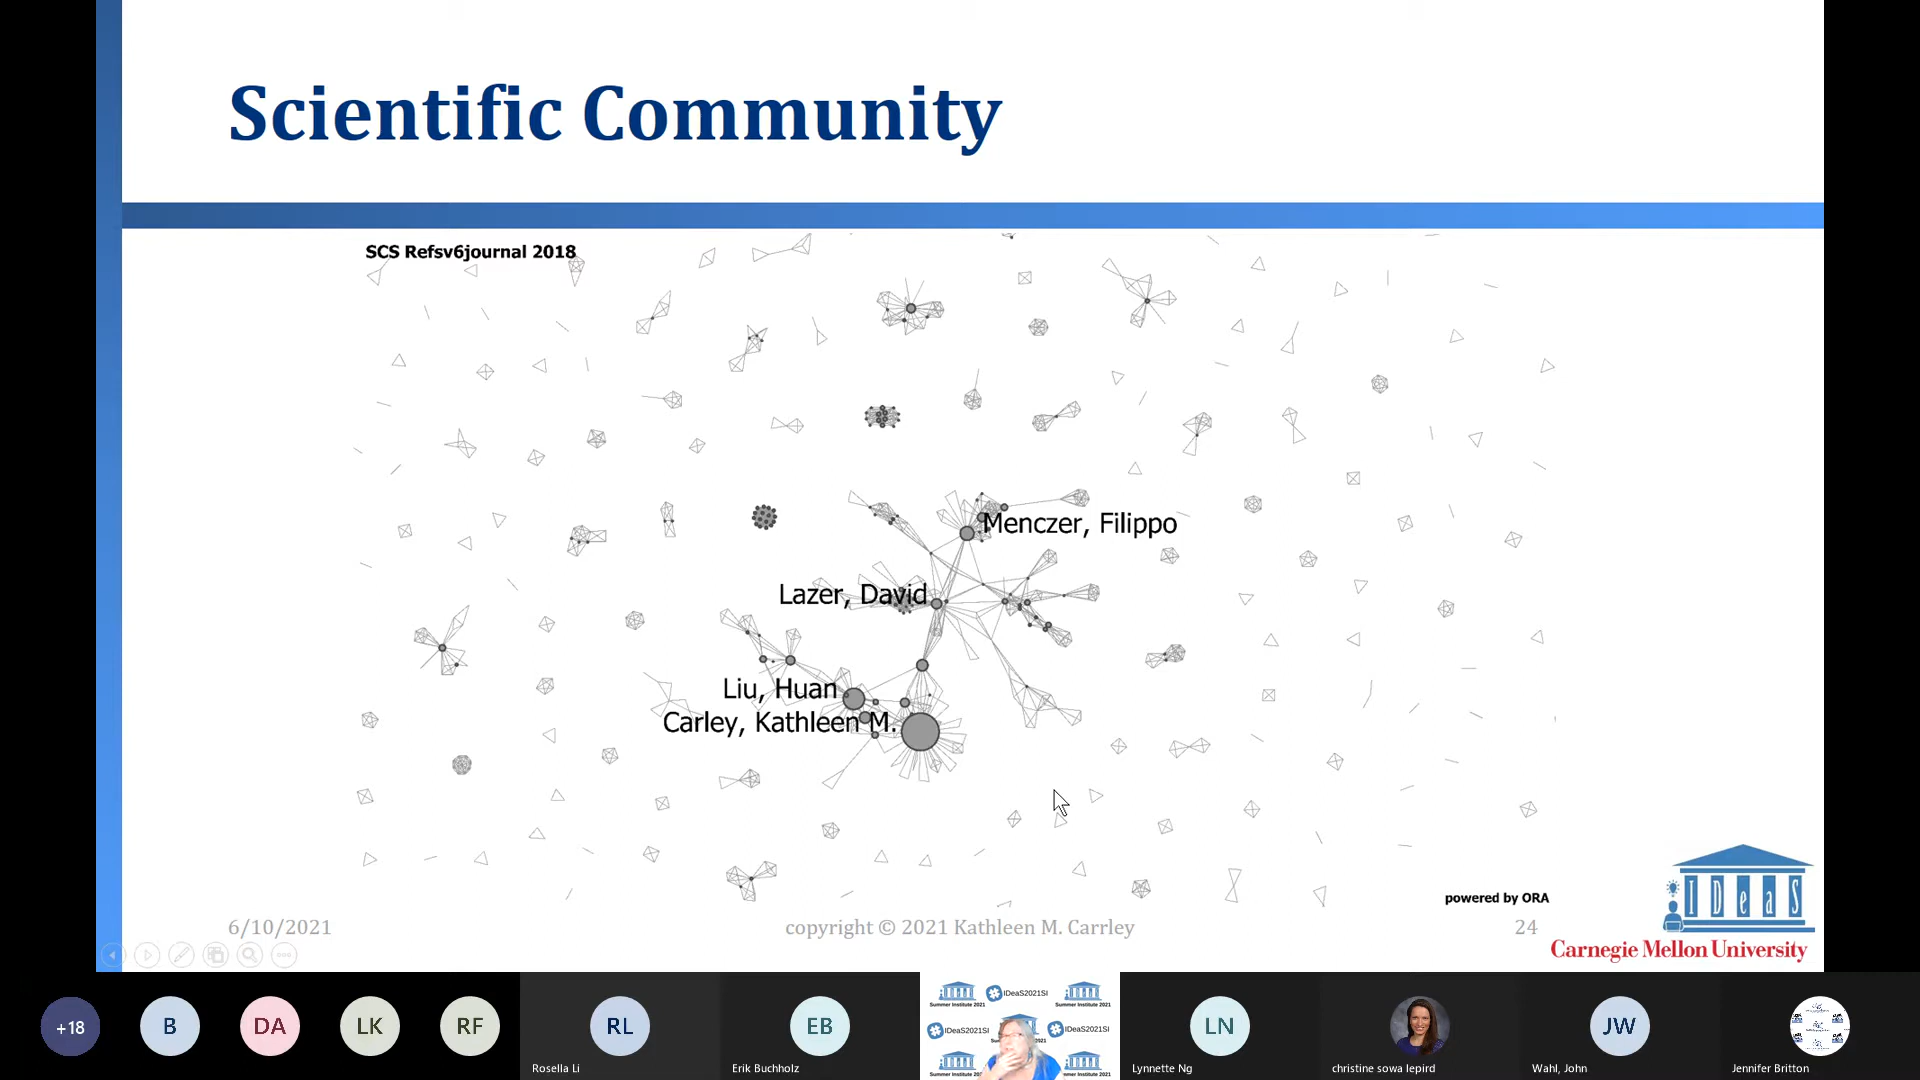 Scientific Community
SCS Refsv6journal 2018
Menczer, Filippo
Lazer, David
Liu, Huan
Carley, Kathleen M.
powered by ORA
6/10/2021
copyright © 2021 Kathleen M. Carrley
24
IDeaS
Carnegie Mellon University
+18
B
DA
LK
RF
RL
Rosella Li
EB
Erik Buchholz
Summer Institute 2021
IDeaS2021SI
Summer Institute 2021
IDeaS2021SI
IDeaS2021SI
LN
Lynnette Ng
christine sowa lepird
JW
Wahl, John
Jennifer Britton